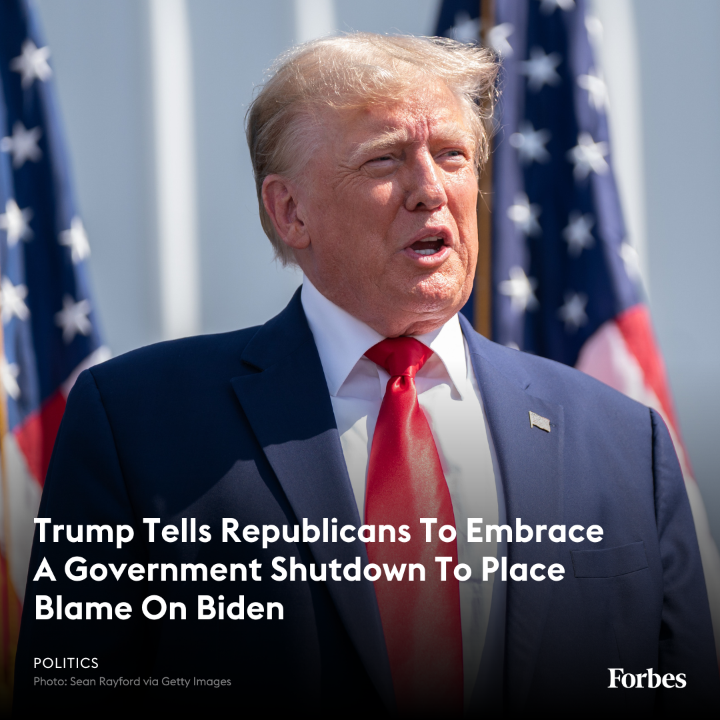 Trump Tells Republicans To Embrace
A Government Shutdown To Place
Blame On Biden
POLITICS
Photo: Sean Rayford via Getty Images
Forbes